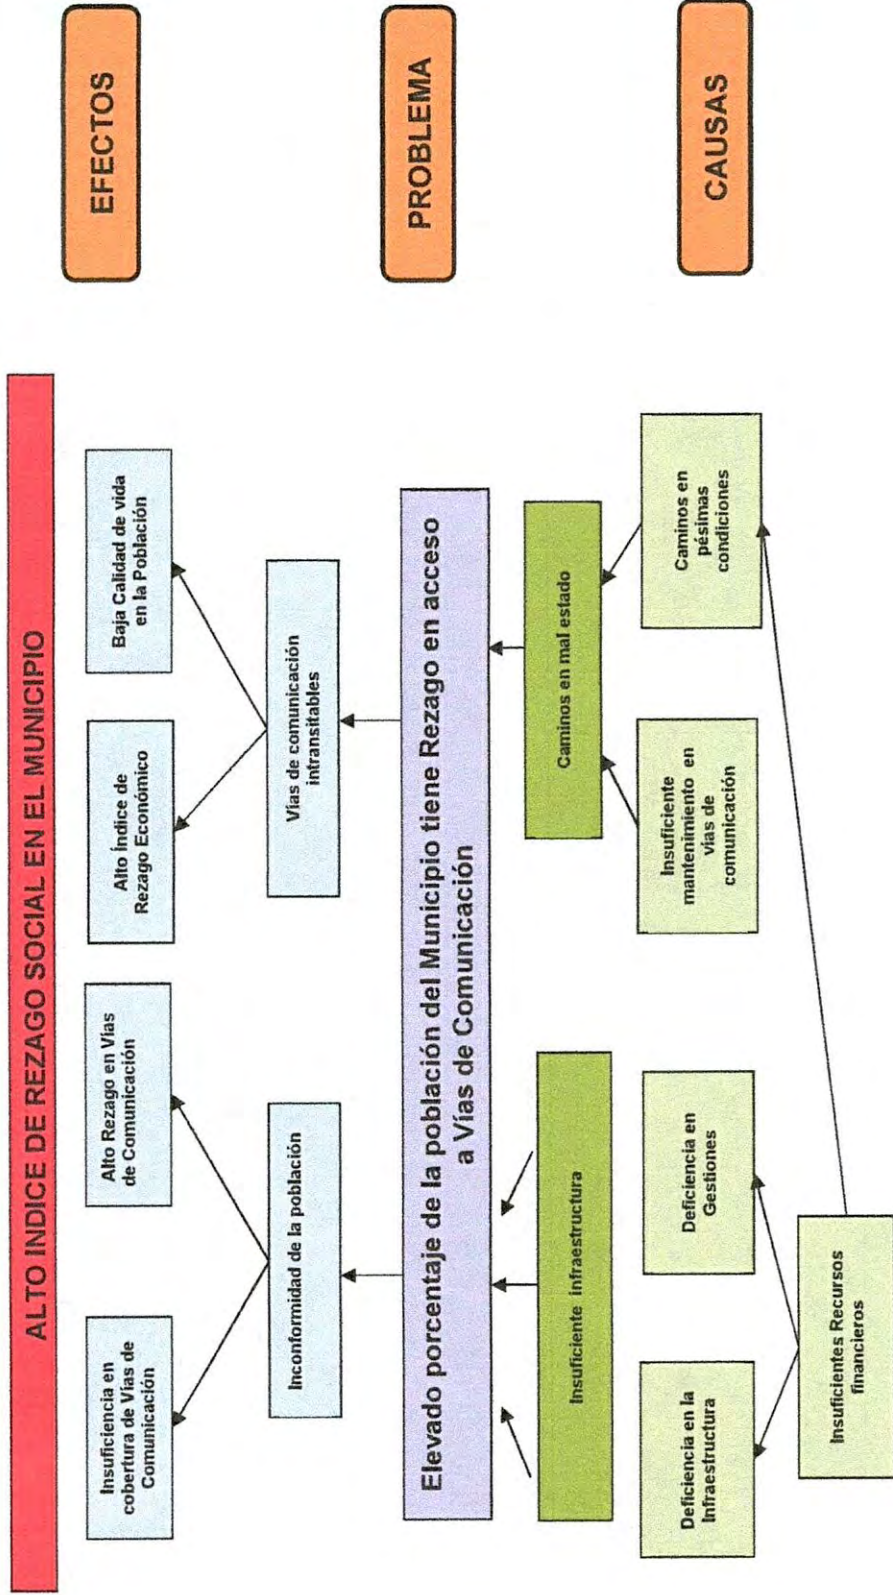 ALTO INDICE DE REZAGO SOCIAL EN EL MUNICIPIO
EFECTOS
Insuficiencia en
cobertura de Vías de
Comunicación
Alto Rezago en Vías
de Comunicación
Alto Índice de
Rezago Económico
Baja Calidad de vida
en la Población
Inconformidad de la población
Vías de comunicación
intransitables
PROBLEMA
Elevado porcentaje de la población del Municipio tiene Rezago en acceso
a Vías de Comunicación
Insuficiente infraestructura
Caminos en mal estado
CAUSAS
Deficiencia en la
Infraestructura
Deficiencia en
Gestiones
Insuficiente
mantenimiento en
vías de
comunicación
Caminos en
pésimas
condiciones
Insuficientes Recursos
financieros